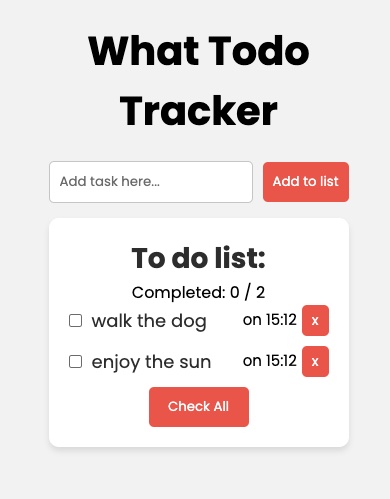 What Todo
Tracker
Add task here...
Add to list
To do list:
Completed: 0 / 2
walk the dog on 15:12 x
enjoy the sun on 15:12 x
Check All